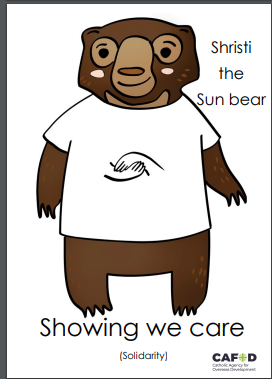 Shristi
the
Sun bear
Showing we care
(Solidarity)
CAFOD
Catholic Agency for
Overseas Development